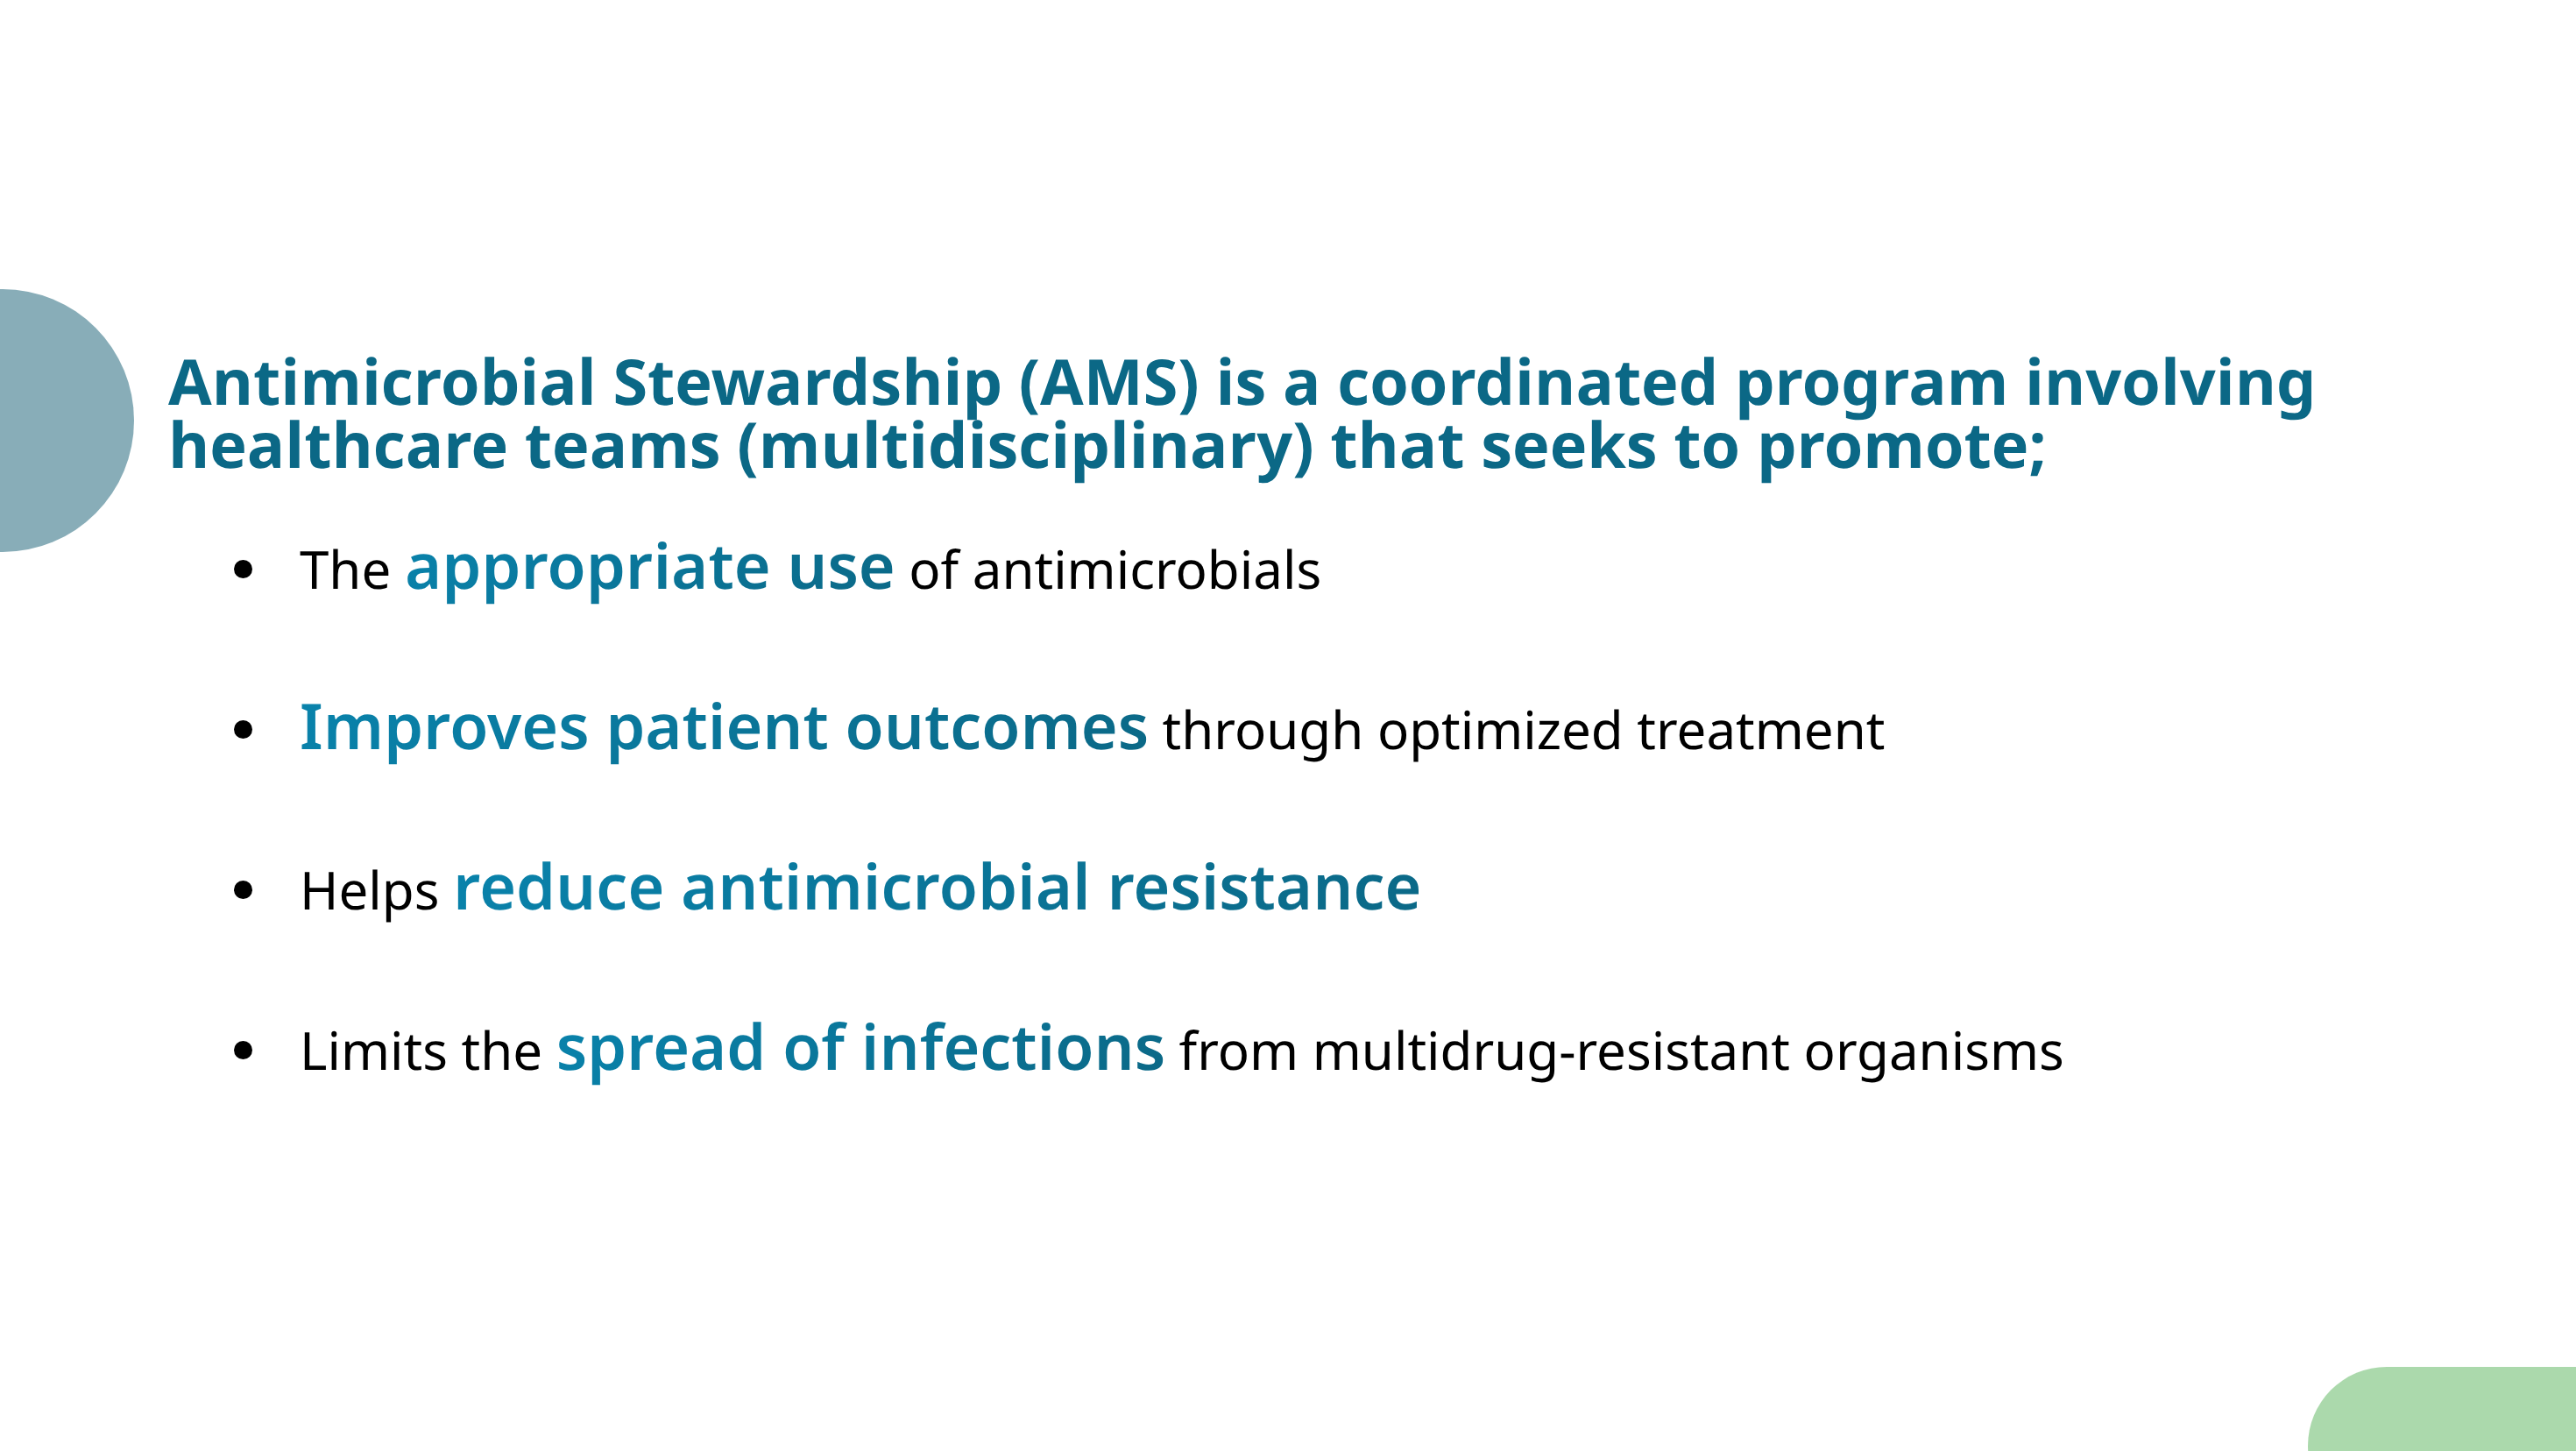 Antimicrobial Stewardship (AMS) is a coordinated program involving
healthcare teams (multidisciplinary) that seeks to promote;
• The appropriate use of antimicrobials
• Improves patient outcomes through optimized treatment
• Helps reduce antimicrobial resistance
• Limits the spread of infections from multidrug-resistant organisms